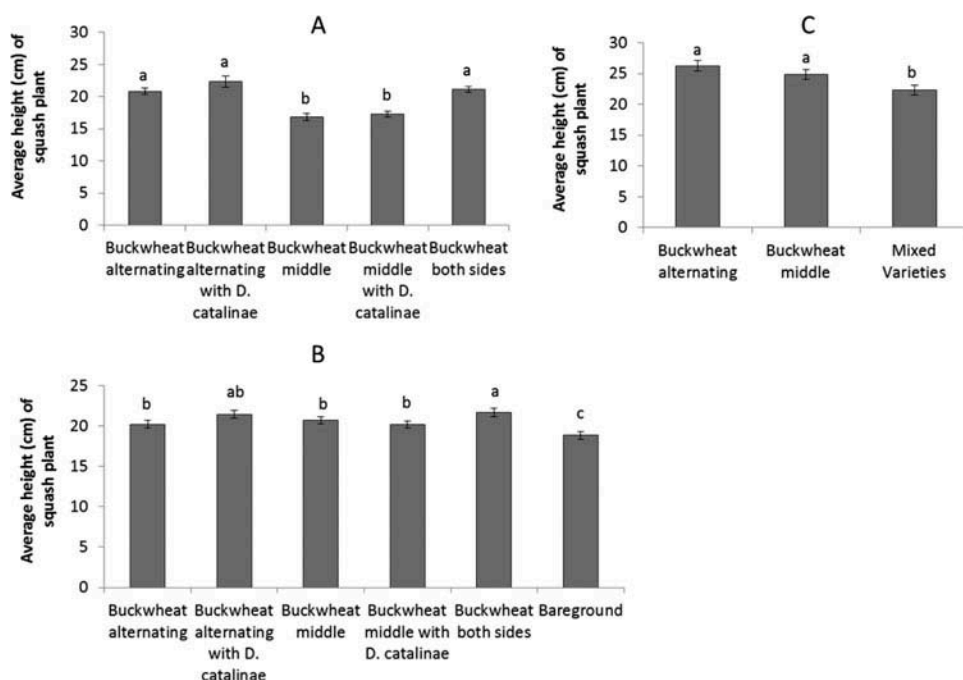 A
Average height (cm) of
squash plant
30
25
20
15
10
5
0
a
a
b
b
a
Buckwheat
alternating
Buckwheat
alternating
with D.
catalinae
Buckwheat
middle
Buckwheat
middle
with D.
catalinae
Buckwheat
both sides
C
Average height (cm) of
squash plant
30
25
20
15
10
5
0
a
a
b
Buckwheat
alternating
Buckwheat
middle
Mixed
Varieties
B
Average height (cm) of
squash plant
25
20
15
10
5
0
b
ab
b
b
a
c
Buckwheat
alternating
Buckwheat
alternating
with D.
catalinae
Buckwheat
middle
Buckwheat
middle with
D. catalinae
Buckwheat
both sides
Bareground